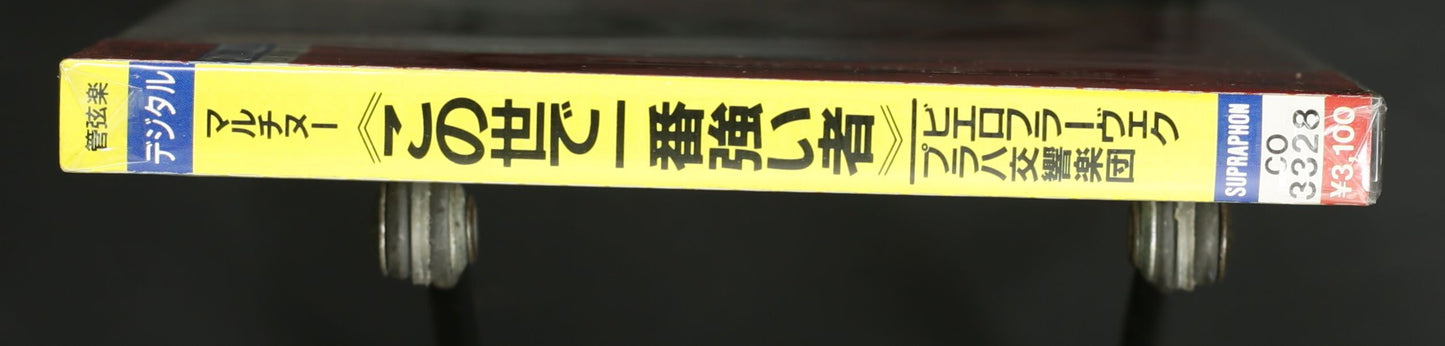 管弦楽
デジタル
マルチヌー
《この世で一番強い者》
ビエロフラーヴェク
プラハ交響楽団
SUPRAPHON
CO
3328
¥3,100